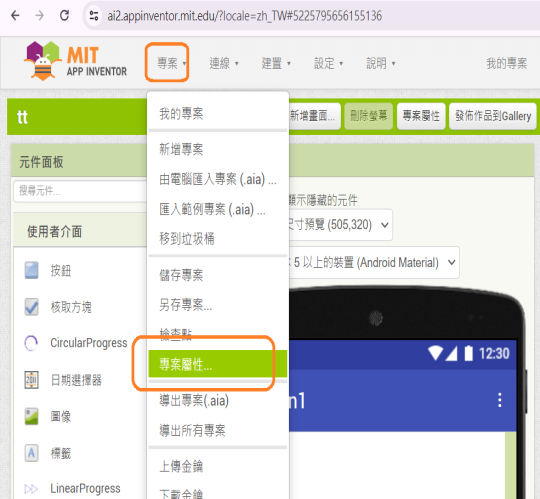 ai2.appinventor.mit.edu/?locale=zh_TW#5225795656155136
MIT
APP INVENTOR
專案 連線 建置 設定 說明 我的專案
tt
新增畫面... 刪除螢幕 專案屬性 發佈作品到Gallery
元件面板
搜尋元件...
使用者介面
按鈕
核取方塊
CircularProgress
日期選擇器
圖像
標籤
LinearProgress
我的專案
新增專案
由電腦匯入專案 (.aia) ...
匯入範例專案 (.aia) ...
移到垃圾桶
儲存專案
另存專案...
檢查點
專案屬性...
導出專案(.aia)
導出所有專案
上傳金鑰
下載金鑰
顯示隱藏的元件
尺寸預覽 (505,320)
5 以上的裝置 (Android Material)
12:30
n1